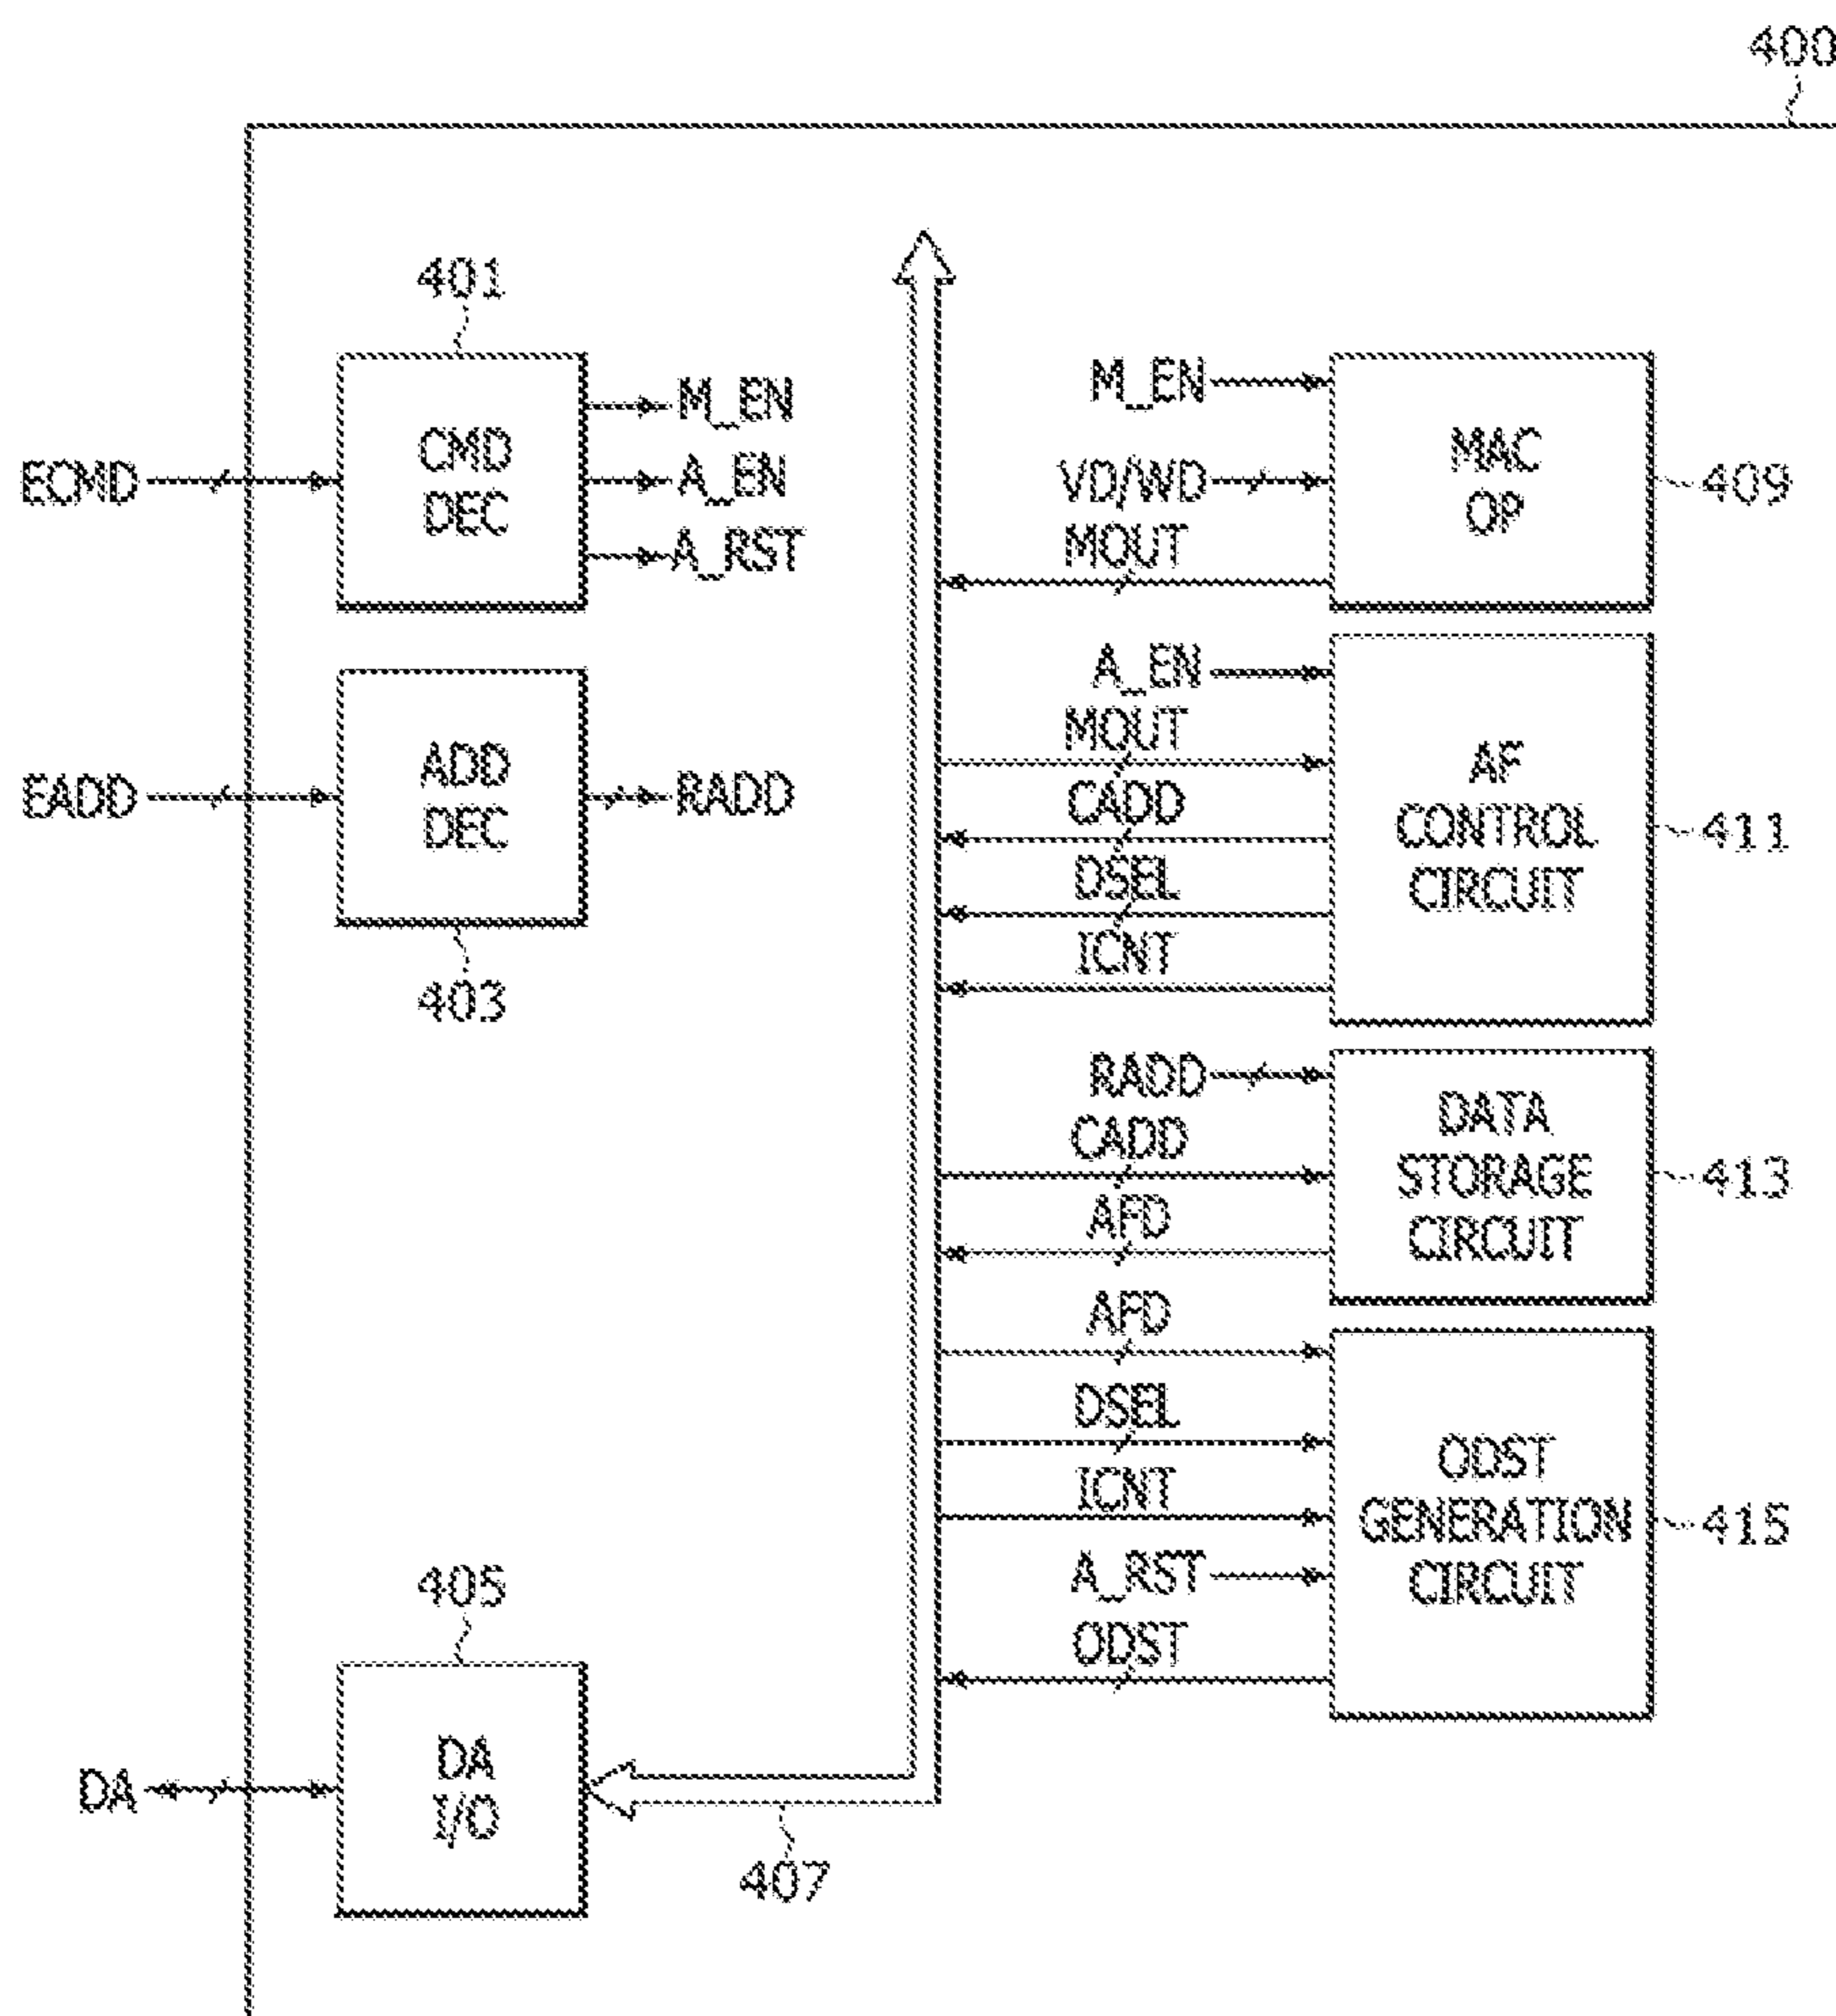 400
401
CMD
DEC
ECMD
M_EN
A_EN
A_RST
ADD
DEC
EADD
RADD
403
M_EN
VD/WD
MOUT
MAC
OP
409
A_EN
MOUT
CADD
DSEL
ICNT
AF
CONTROL
CIRCUIT
411
RADD
CADD
AFD
DATA
STORAGE
CIRCUIT
413
AFD
DSEL
ICNT
A_RST
ODST
ODST
GENERATION
CIRCUIT
415
405
DA
DA
I/O
407